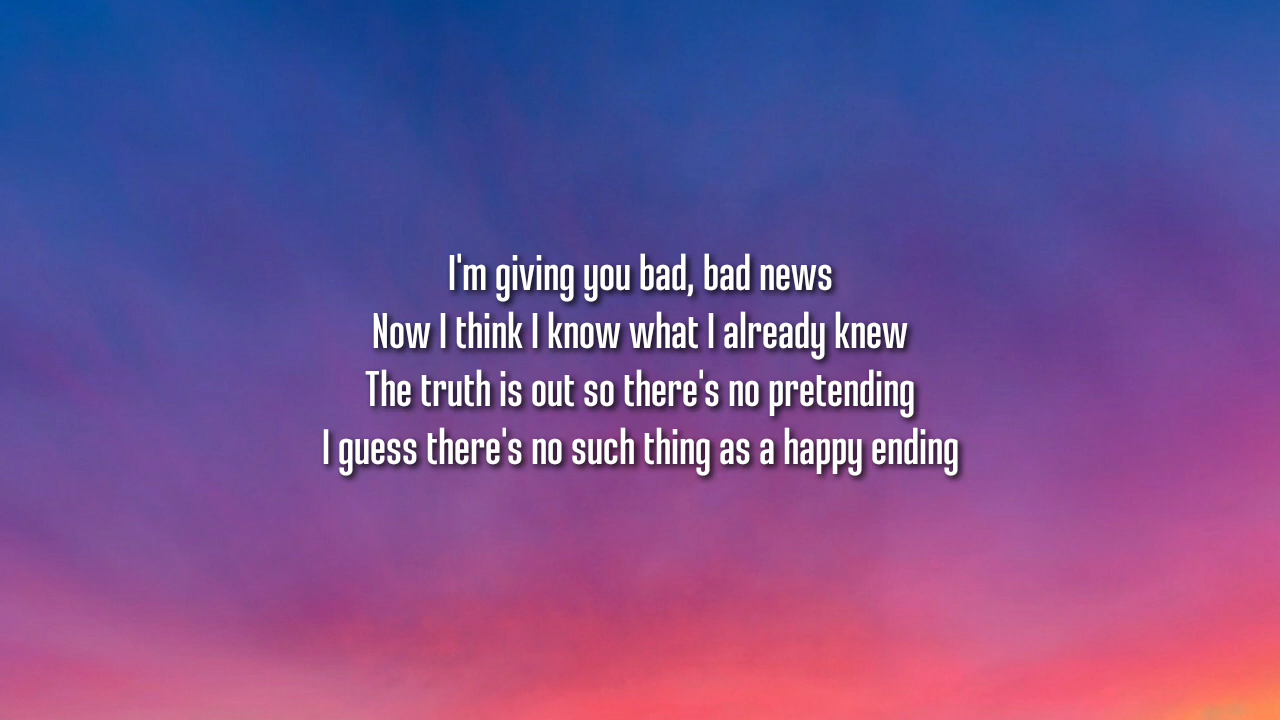 I'm giving you bad, bad news
Now I think I know what I already knew
The truth is out so there's no pretending
I guess there's no such thing as a happy ending